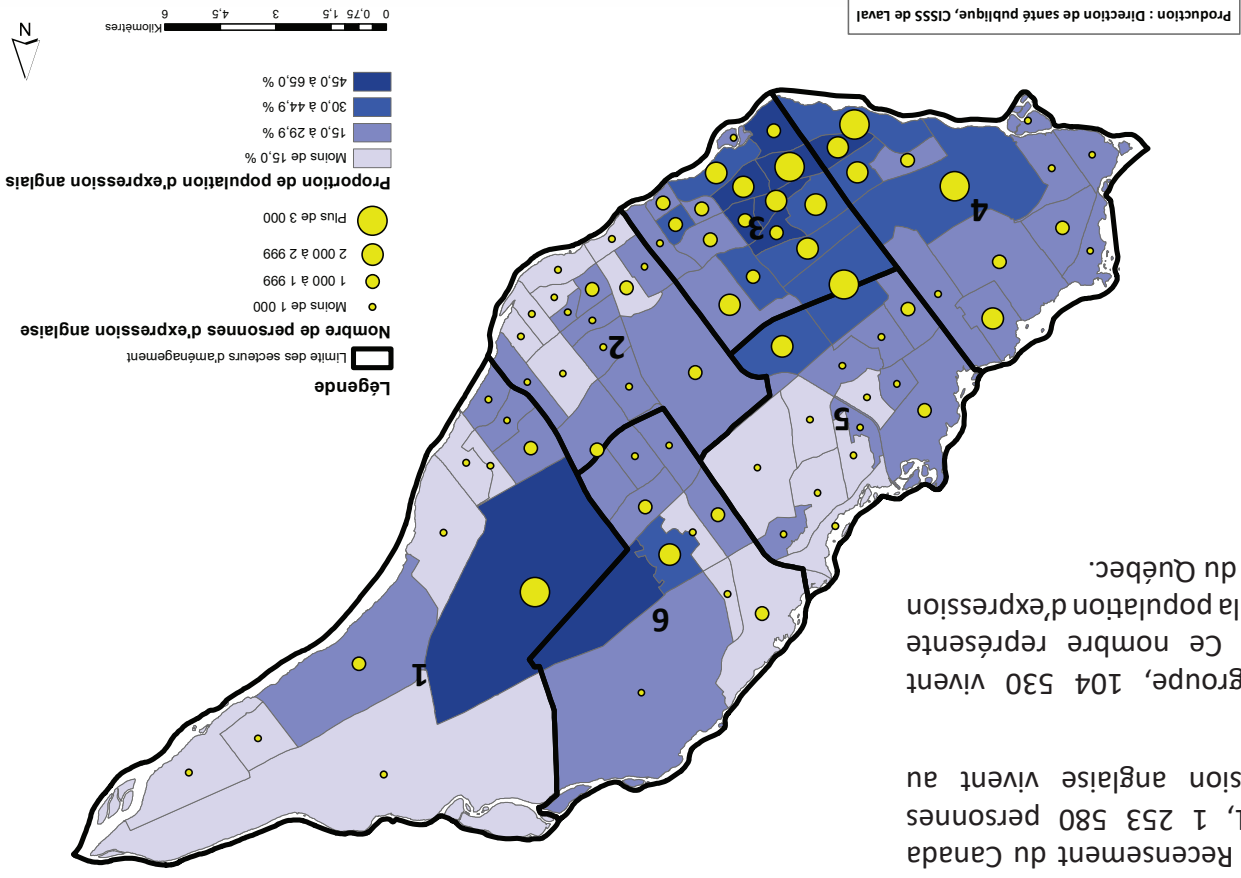 Recensement du Canada
1, 1 253 580 personnes
sion anglaise vivent au
groupe, 104 530 vivent
Ce nombre représente
la population d'expression
du Québec.
1
6
5
2
3
4
Légende
Limite des secteurs d'aménagement
Nombre de personnes d'expression anglaise
Moins de 1 000
1 000 à 1 999
2 000 à 2 999
Plus de 3 000
Proportion de population d'expression anglais
Moins de 15,0 %
15,0 à 29,9 %
30,0 à 44,9 %
45,0 à 65,0 %
N
0 0,75 1,5 3 4,5 6
Kilomètres
Production : Direction de santé publique, CISSS de Laval